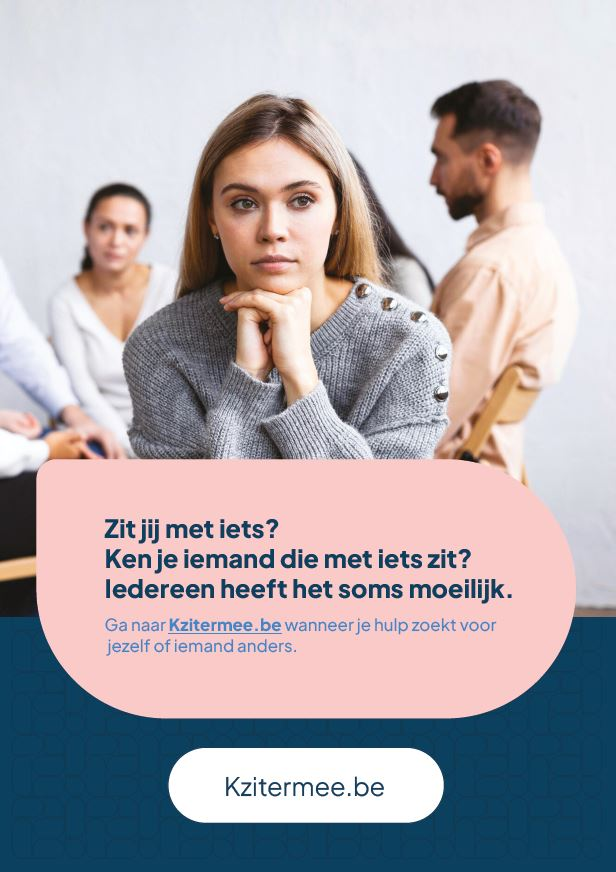 Zit jij met iets?
Ken je iemand die met iets zit?
Iedereen heeft het soms moeilijk.
Ga naar Kzitermee.be wanneer je hulp zoekt voor
jezelf of iemand anders.
Kzitermee.be